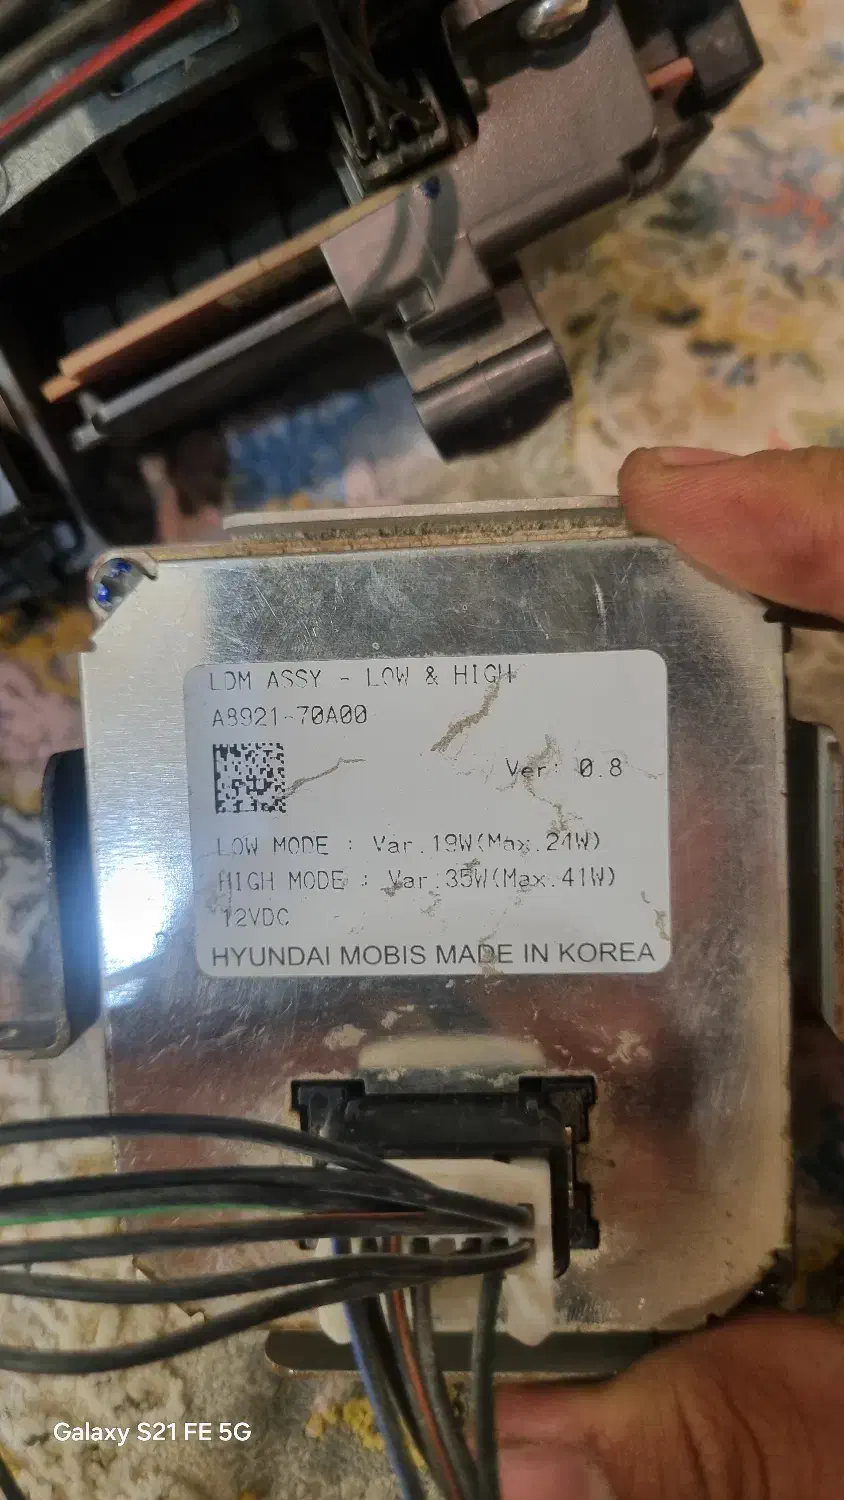 LDM ASSY - LOW & HIGH
A8921-70A00
Ver: 0.8
LOW MODE : Var.19W(Max.24W)
HIGH MODE : Var.35W(Max.41W)
12VDC
HYUNDAI MOBIS MADE IN KOREA
Galaxy S21 FE 5G